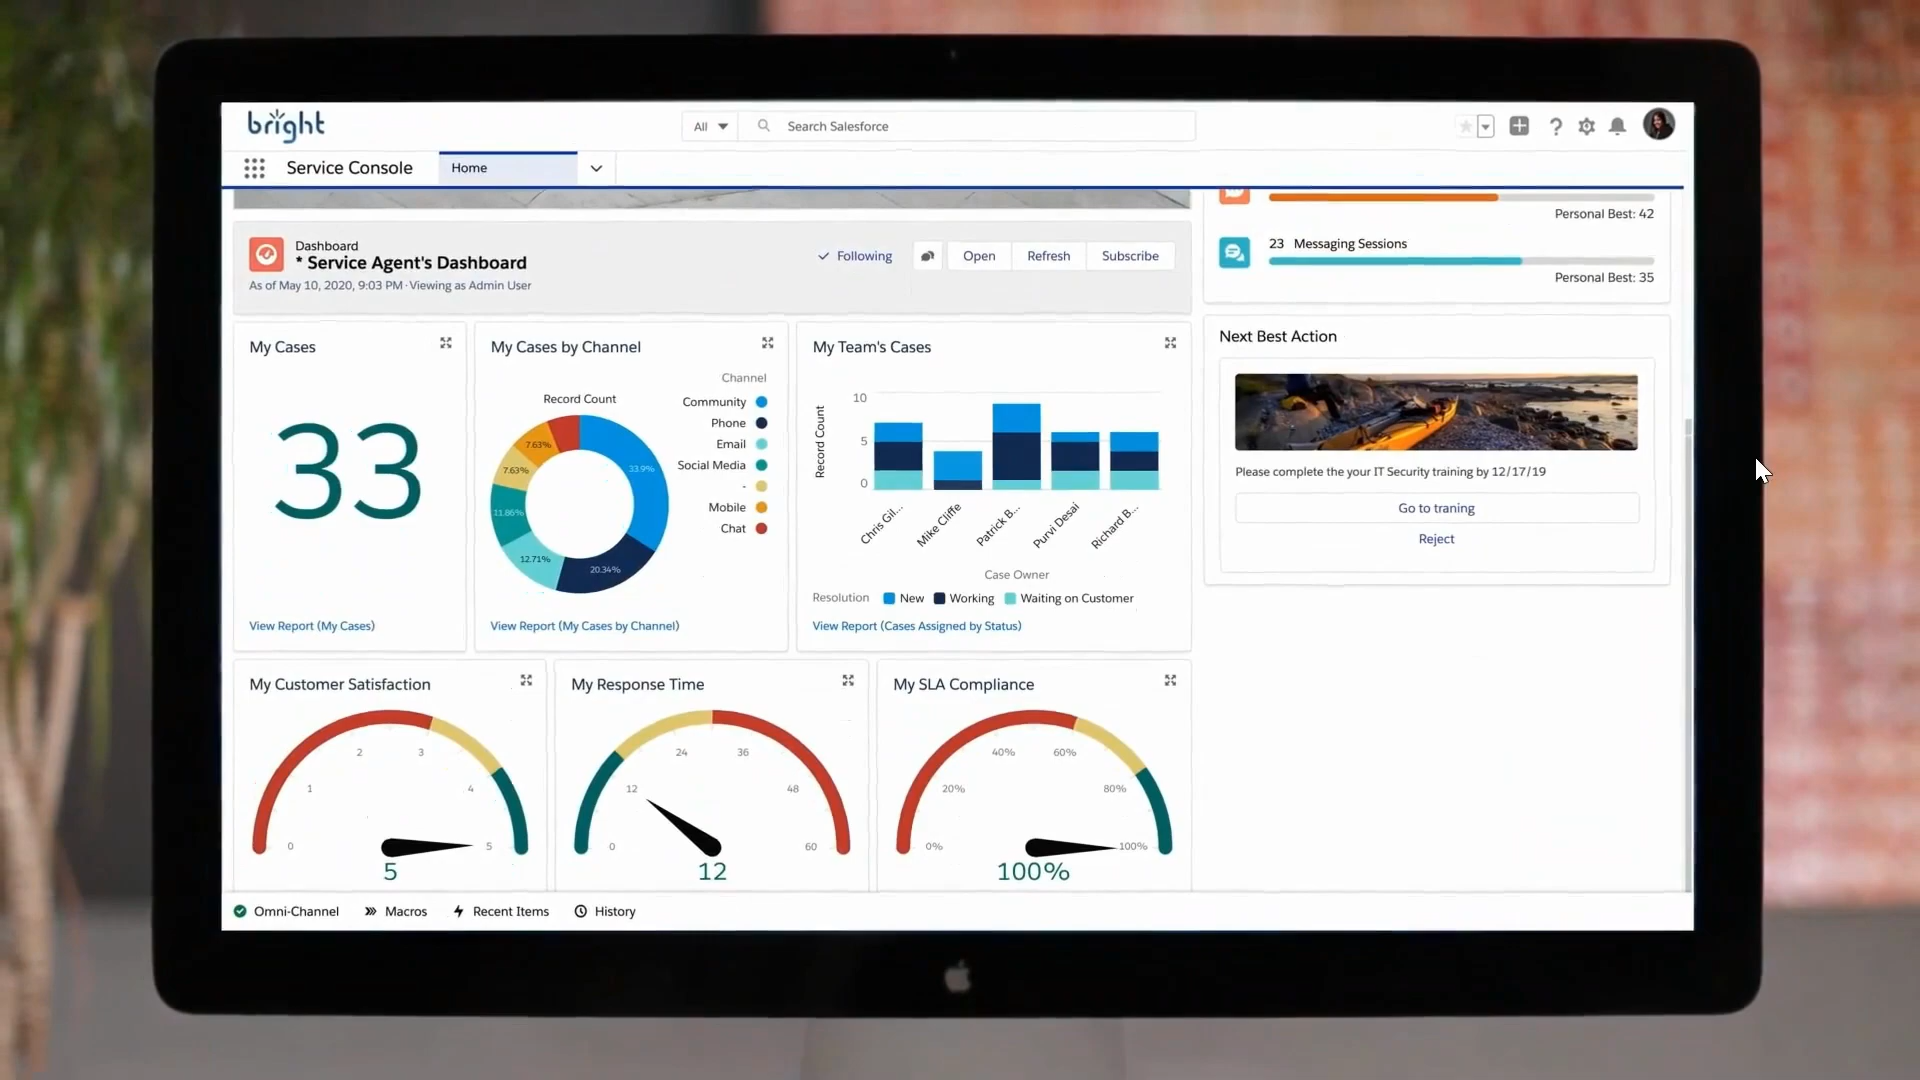 bright
All
Search Salesforce
Service Console
Home
Personal Best: 42
23 Messaging Sessions
Personal Best: 35
Dashboard
* Service Agent's Dashboard
As of May 10, 2020, 9:03 PM·Viewing as Admin User
Following
Open
Refresh
Subscribe
My Cases
33
View Report (My Cases)
My Cases by Channel
Record Count
Channel
Community
Phone
Email
Social Media
-
Mobile
Chat
33.9%
20.34%
12.71%
11.86%
7.63%
7.63%
View Report (My Cases by Channel)
My Team's Cases
Record Count
10
5
0
Chris Gil...
Mike Cliffe
Patrick B...
Purvi Desai
Richard B...
Case Owner
Resolution New Working Waiting on Customer
View Report (Cases Assigned by Status)
Next Best Action
Please complete the your IT Security training by 12/17/19
Go to traning
Reject
My Customer Satisfaction
0
1
2
3
4
5
5
My Response Time
0
12
24
36
48
60
12
My SLA Compliance
0%
20%
40%
60%
80%
100%
100%
Omni-Channel
Macros
Recent Items
History